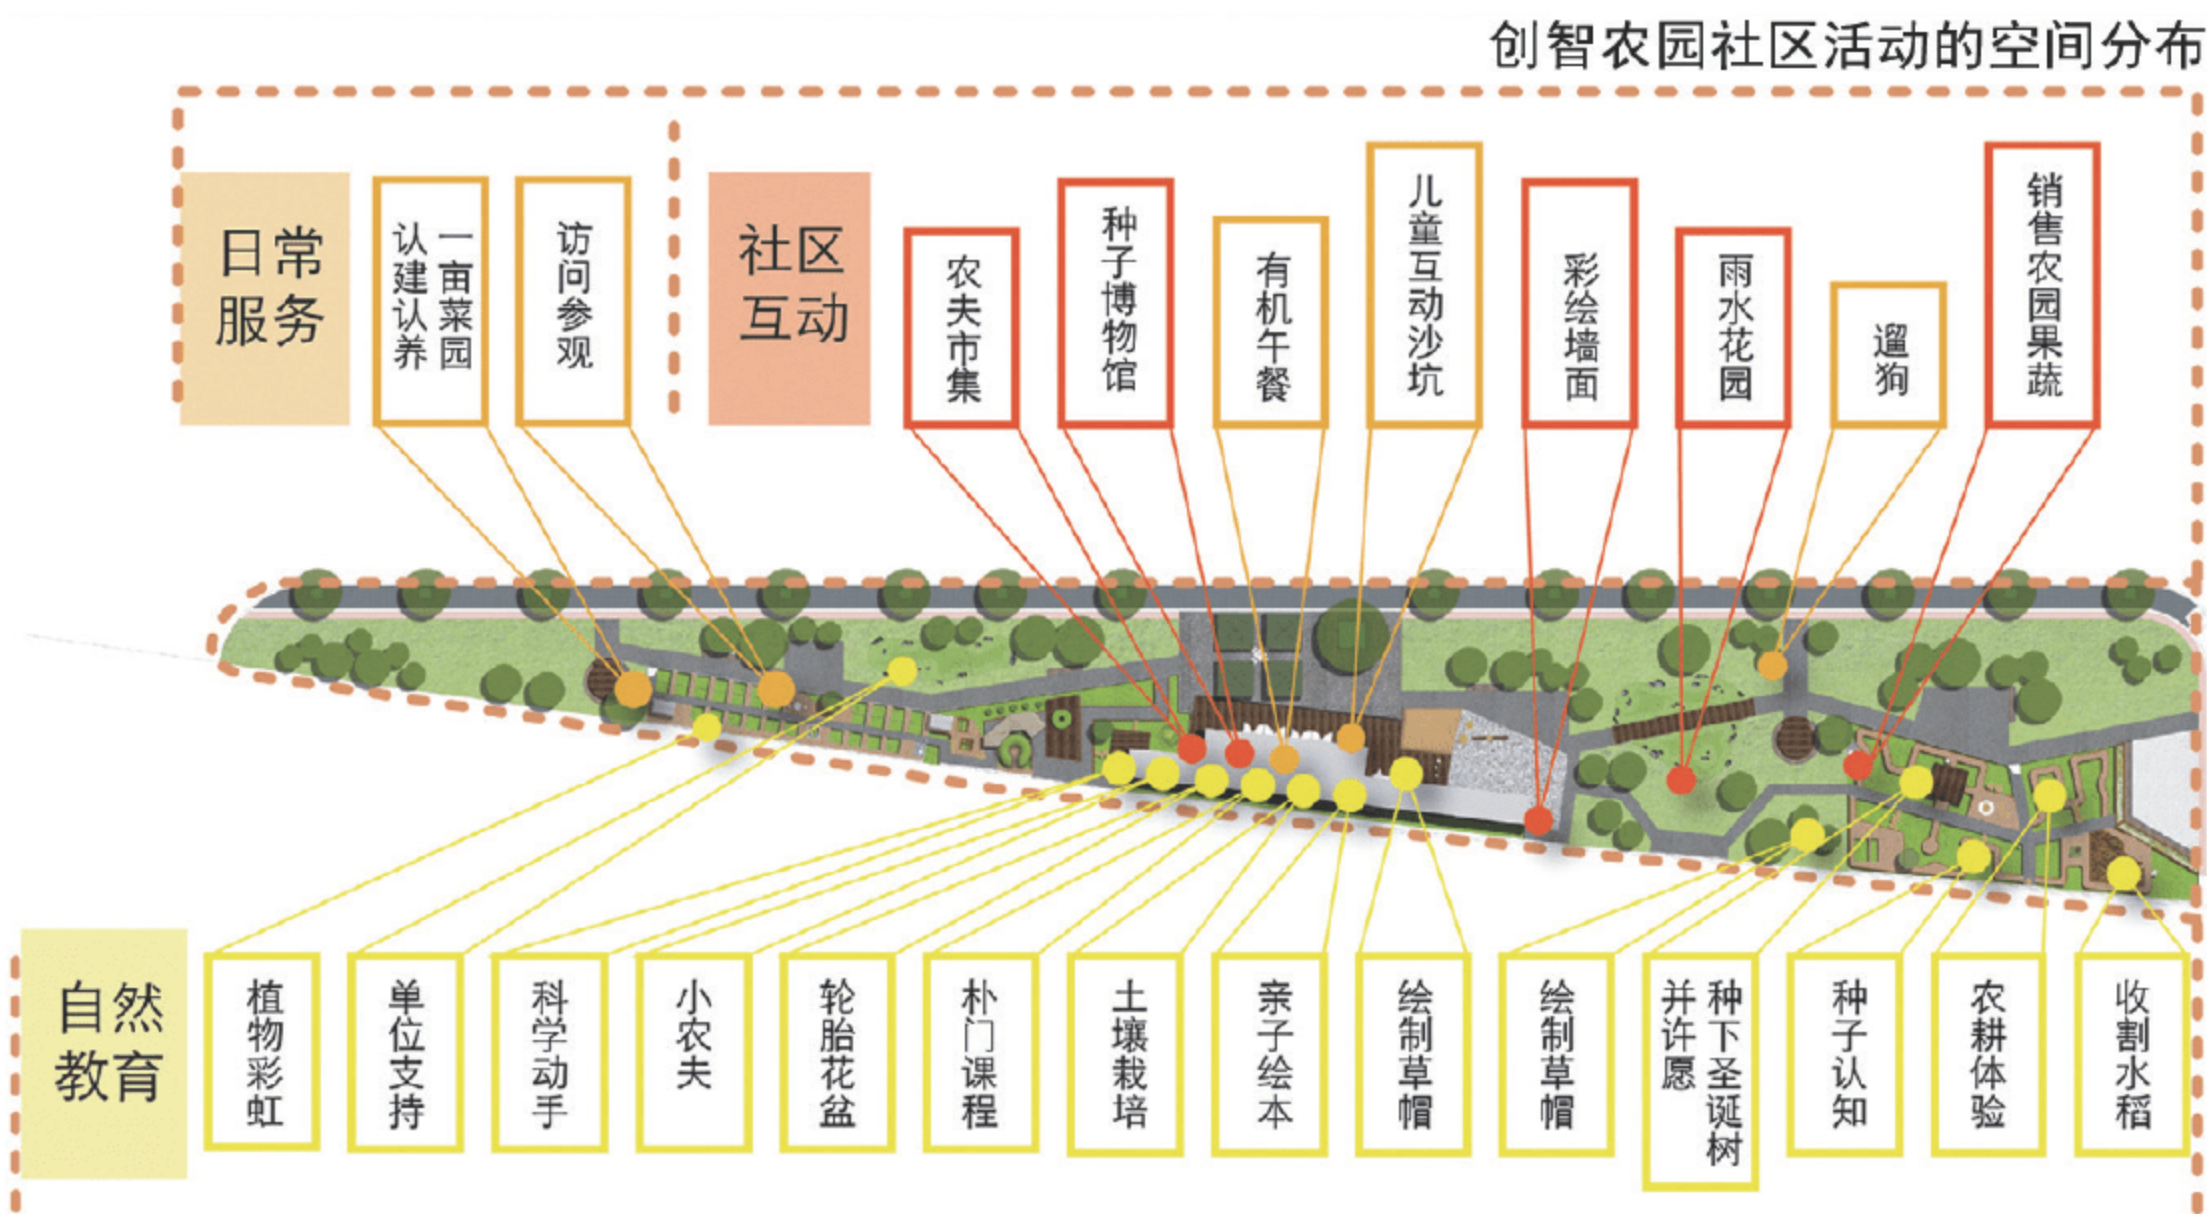 创智农园社区活动的空间分布
日常
服务
一亩菜园
认建认养
访问参观
社区
互动
农夫市集
种子博物馆
有机午餐
儿童互动沙坑
彩绘墙面
雨水花园
遛狗
销售农园果蔬
自然
教育
植物彩虹
单位支持
科学动手
小农夫
轮胎花盆
朴门课程
土壤栽培
亲子绘本
绘制草帽
绘制草帽
种下圣诞树
并许愿
种子认知
农耕体验
收割水稻